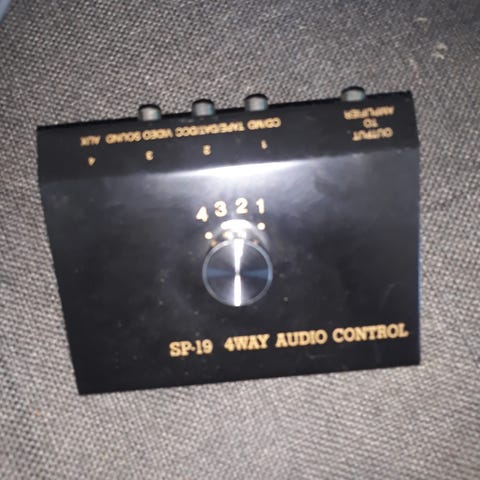 OUTPUT
TO
AMPLIFIER
CD/MD TAPE/DAT/DCC VIDEO SOUND AUX
1 2 3 4
4 3 2 1
SP-19 4WAY AUDIO CONTROL